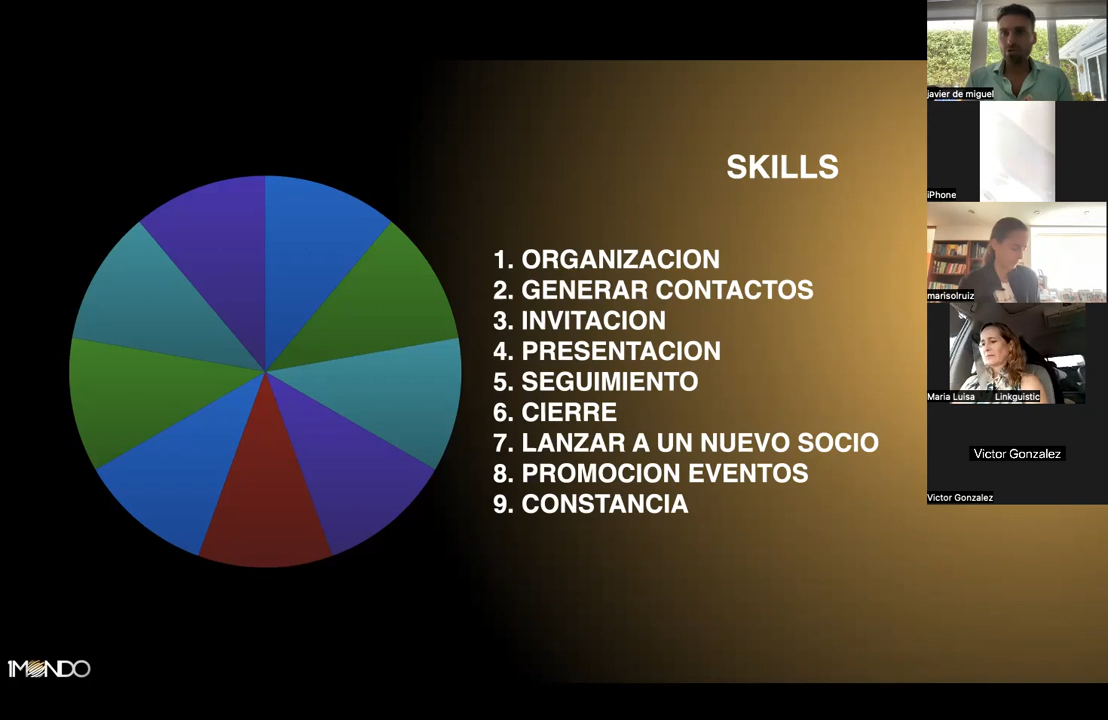 SKILLS
1. ORGANIZACION
2. GENERAR CONTACTOS
3. INVITACION
4. PRESENTACION
5. SEGUIMIENTO
6. CIERRE
7. LANZAR A UN NUEVO SOCIO
8. PROMOCION EVENTOS
9. CONSTANCIA
1MONDO
javier de miguel
iPhone
marisolruiz
Maria Luisa Linkguistic
Victor Gonzalez
Victor Gonzalez